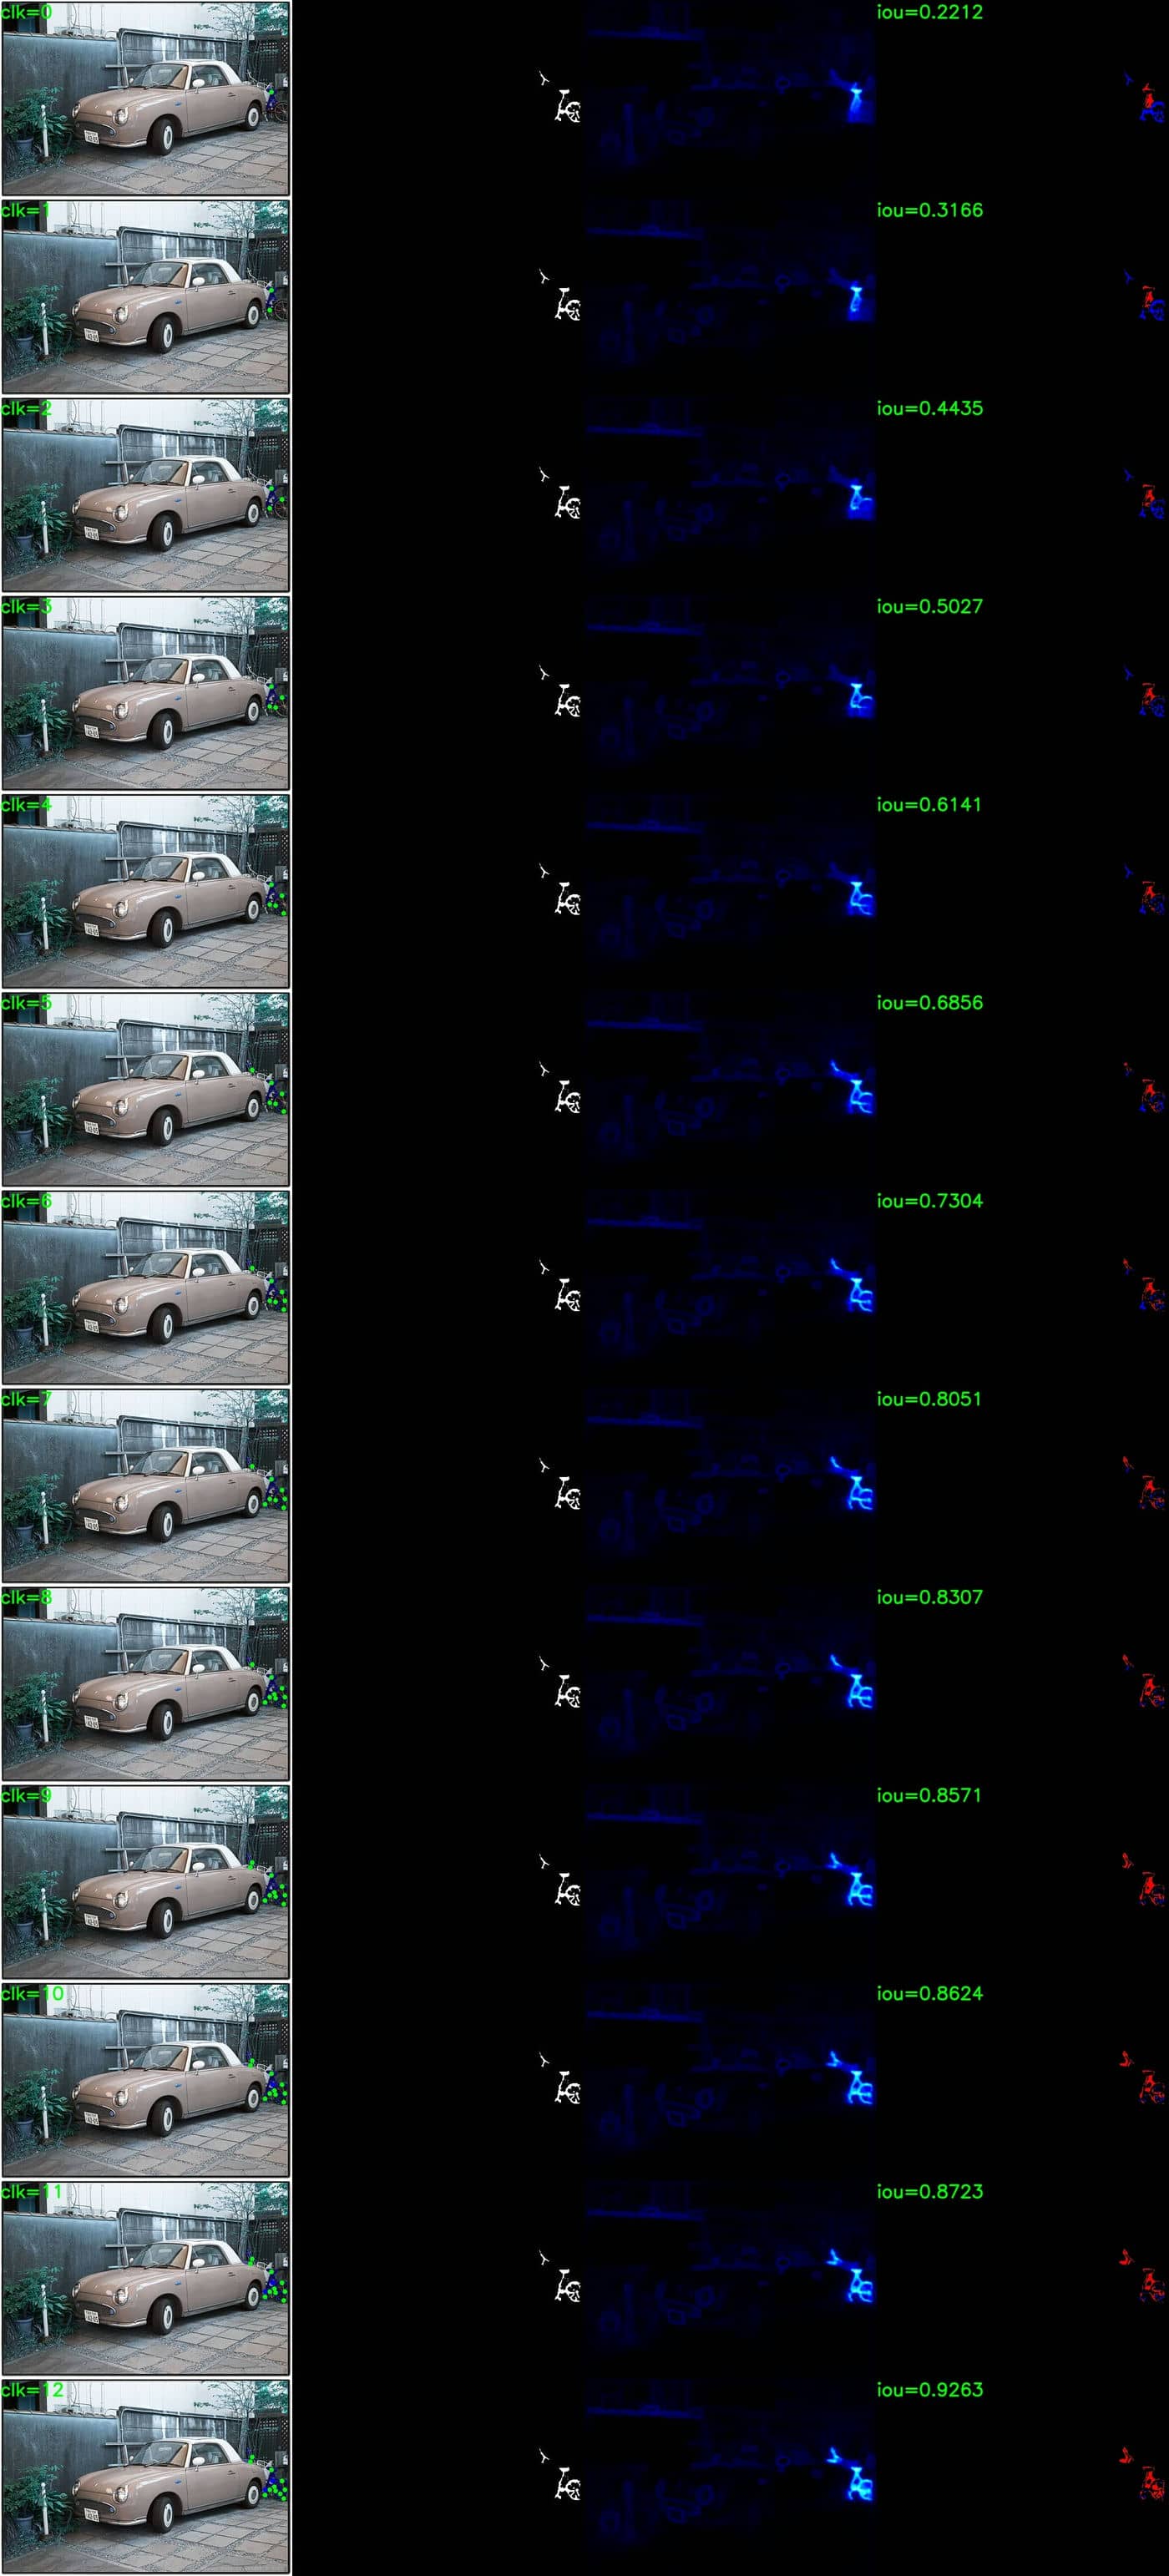 clk=0 iou=0.2212
clk=1 iou=0.3166
clk=2 iou=0.4435
clk=3 iou=0.5027
clk=4 iou=0.6141
clk=5 iou=0.6856
clk=6 iou=0.7304
clk=7 iou=0.8051
clk=8 iou=0.8307
clk=9 iou=0.8571
clk=10 iou=0.8624
clk=11 iou=0.8723
clk=12 iou=0.9263